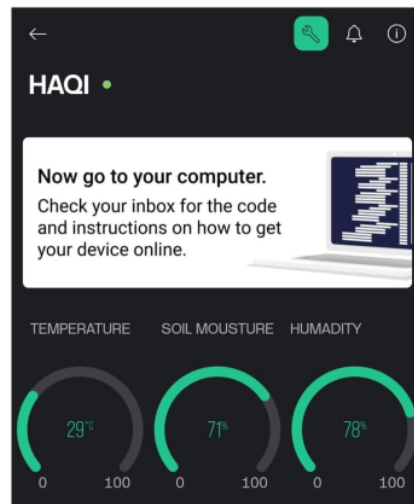 HAQI
Now go to your computer.
Check your inbox for the code
and instructions on how to get
your device online.
TEMPERATURE SOIL MOUSTURE HUMADITY
29°C 71% 78%
0 100 0 100 0 100